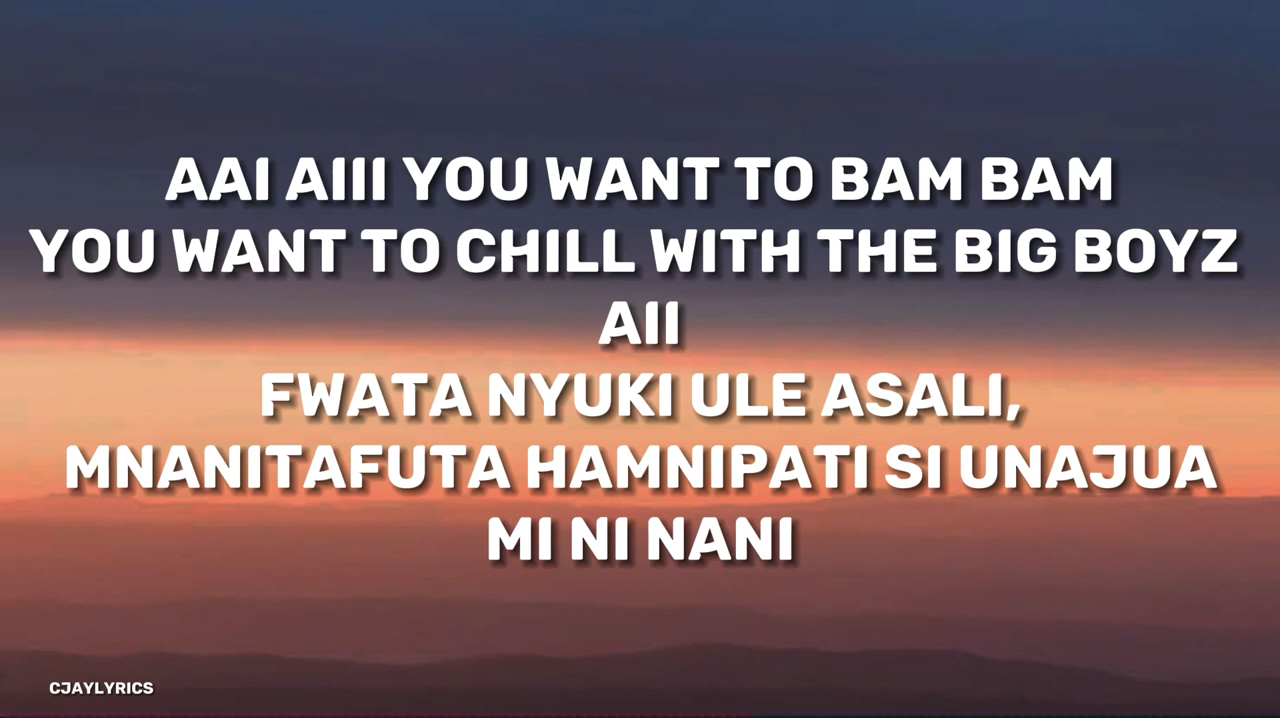 AAI AIII YOU WANT TO BAM BAM
YOU WANT TO CHILL WITH THE BIG BOYZ
AII
FWATA NYUKI ULE ASALI,
MNANITAFUTA HAMNIPATI SI UNAJUA
MI NI NANI
CJAYLYRICS